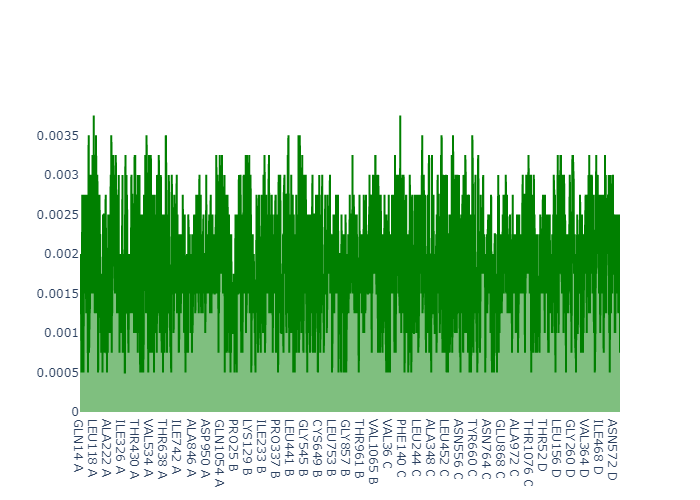 0.0035
0.003
0.0025
0.002
0.0015
0.001
0.0005
0
GLN14 A
LEU118 A
ALA222 A
ILE326 A
THR430 A
VAL534 A
THR638 A
ILE742 A
ALA846 A
ASP950 A
GLN1054 A
PRO25 B
LYS129 B
ILE233 B
PRO337 B
LEU441 B
GLY545 B
CYS649 B
LEU753 B
GLY857 B
THR961 B
VAL1065 B
VAL36 C
PHE140 C
LEU244 C
ALA348 C
LEU452 C
ASN556 C
TYR660 C
ASN764 C
GLU868 C
ALA972 C
THR1076 C
THR52 D
LEU156 D
GLY260 D
VAL364 D
ILE468 D
ASN572 D